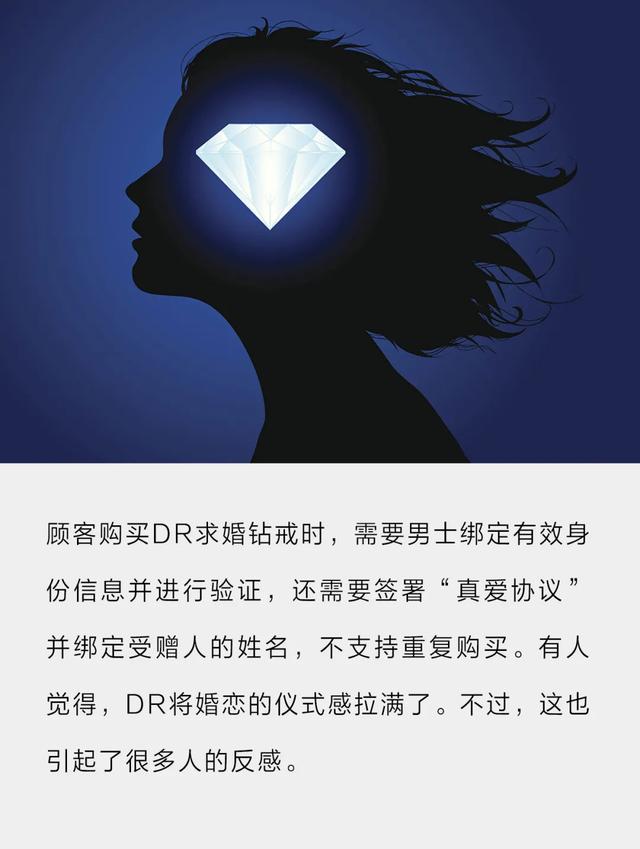 顾客购买DR求婚钻戒时，需要男士绑定有效身
份信息并进行验证，还需要签署“真爱协议”
并绑定受赠人的姓名，不支持重复购买。有人
觉得，DR将婚恋的仪式感拉满了。不过，这也
引起了很多人的反感。